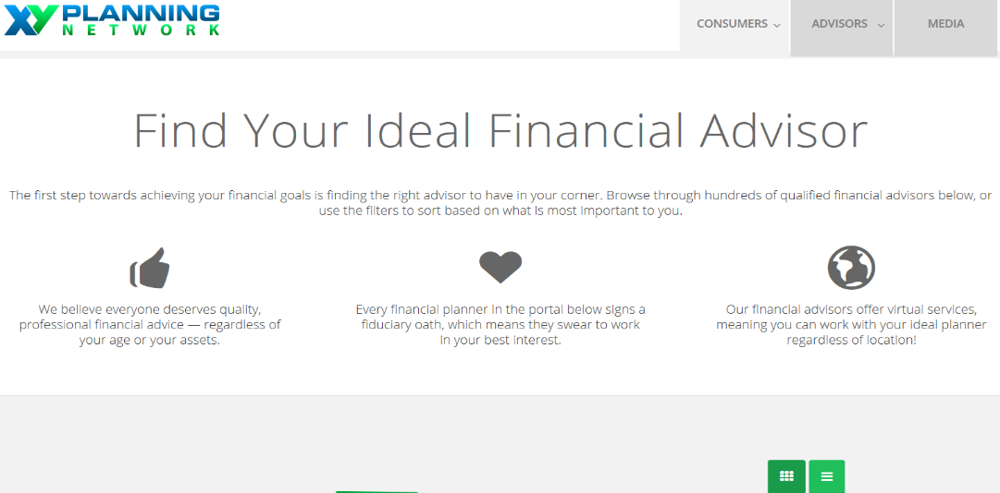 XY PLANNING
NETWORK
CONSUMERS
ADVISORS
MEDIA
Find Your Ideal Financial Advisor
The first step towards achieving your financial goals is finding the right advisor to have in your corner. Browse through hundreds of qualified financial advisors below, or
use the filters to sort based on what is most important to you.
We believe everyone deserves quality,
professional financial advice — regardless of
your age or your assets.
Every financial planner in the portal below signs a
fiduciary oath, which means they swear to work
in your best interest.
Our financial advisors offer virtual services,
meaning you can work with your ideal planner
regardless of location!